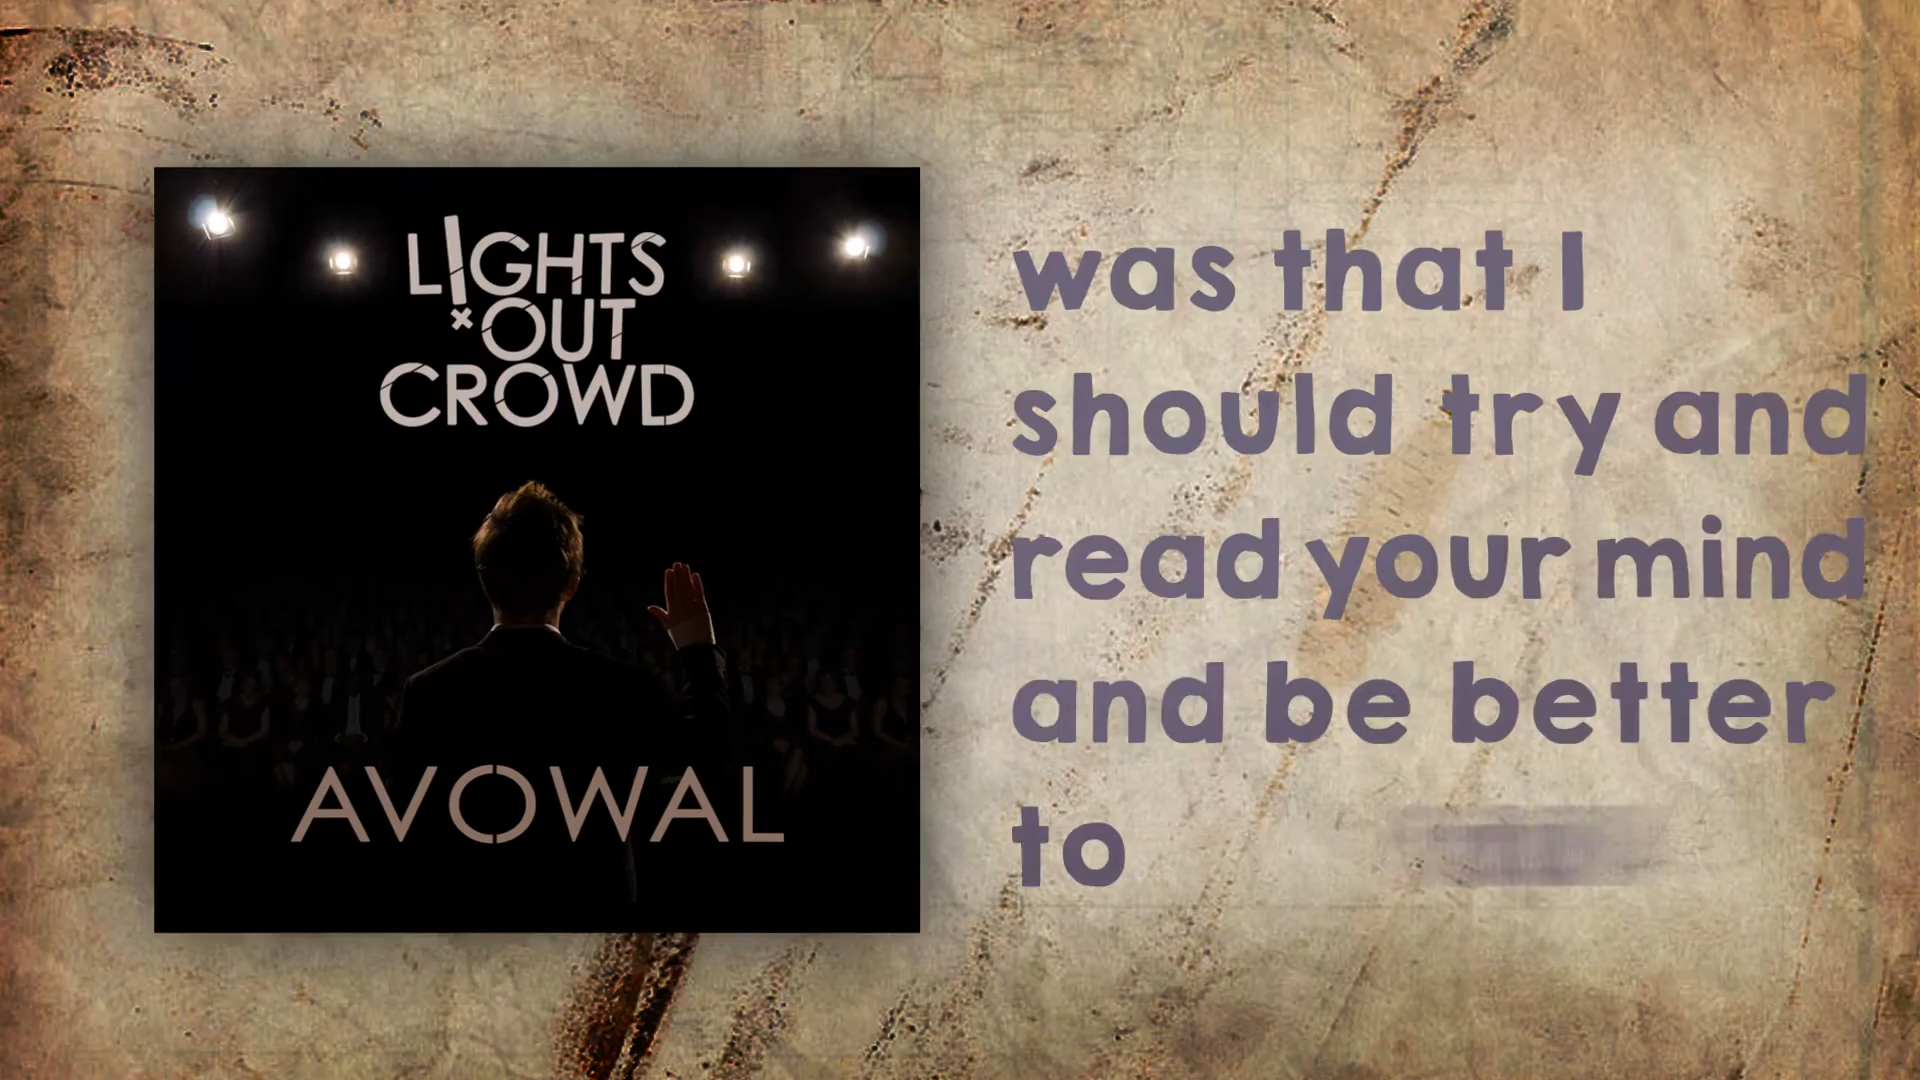 LIGHTS
OUT
CROWD
AVOWAL
was that I
should try and
read your mind
and be better
to